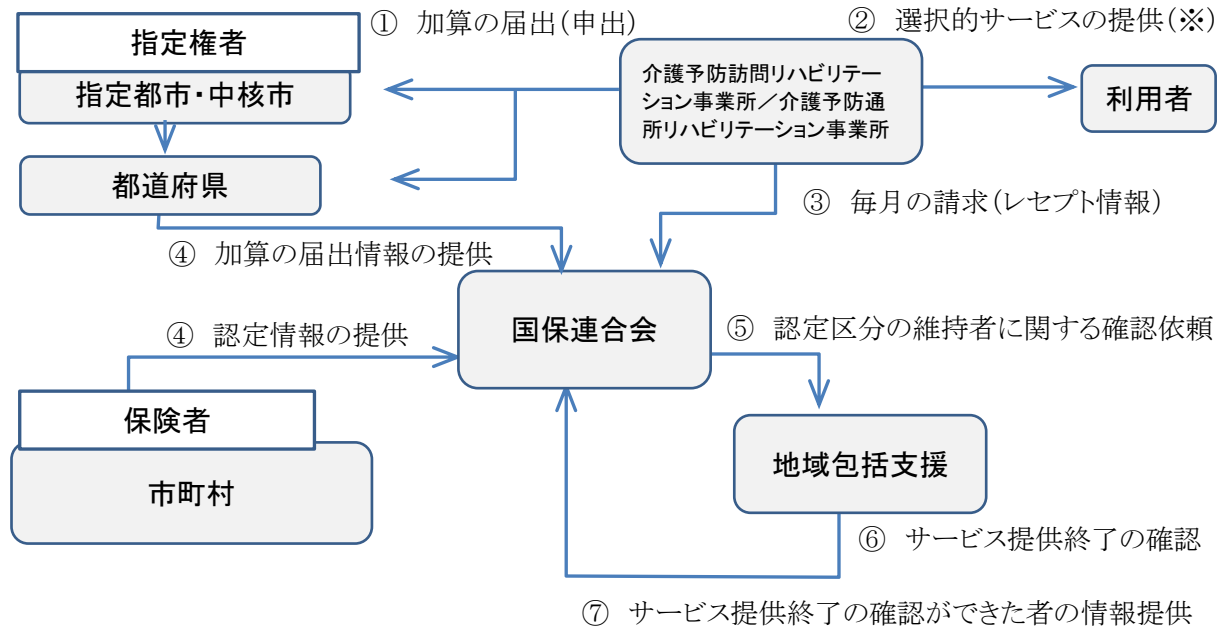 ① 加算の届出(申出)
② 選択的サービスの提供(※)
指定権者
指定都市・中核市
介護予防訪問リハビリテー
ション事業所／介護予防通
所リハビリテーション事業所
利用者
都道府県
③ 毎月の請求(レセプト情報)
④ 加算の届出情報の提供
国保連合会
④ 認定情報の提供
⑤ 認定区分の維持者に関する確認依頼
保険者
市町村
地域包括支援
⑥ サービス提供終了の確認
⑦ サービス提供終了の確認ができた者の情報提供